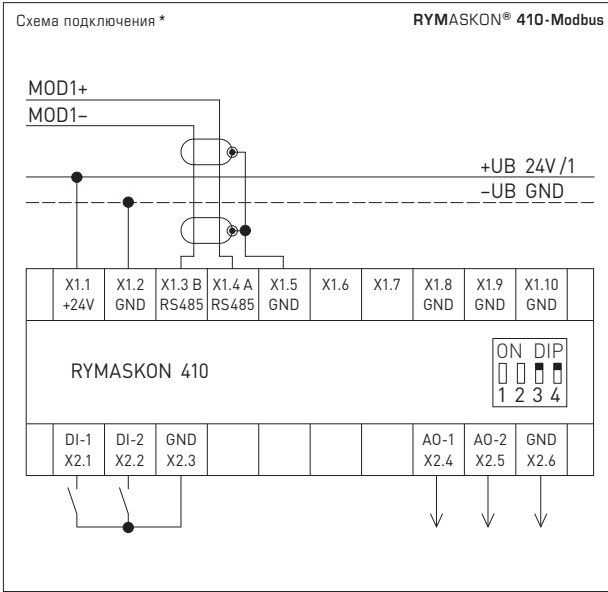 Схема подключения *
RYMASKON® 410-Modbus
MOD1+
MOD1–
+UB 24V/1
–UB GND
X1.1 X1.2 X1.3 B X1.4 A X1.5 X1.6 X1.7 X1.8 X1.9 X1.10
+24V GND RS485 RS485 GND GND GND GND
RYMASKON 410
ON DIP
1 2 3 4
DI-1 DI-2 GND AO-1 AO-2 GND
X2.1 X2.2 X2.3 X2.4 X2.5 X2.6